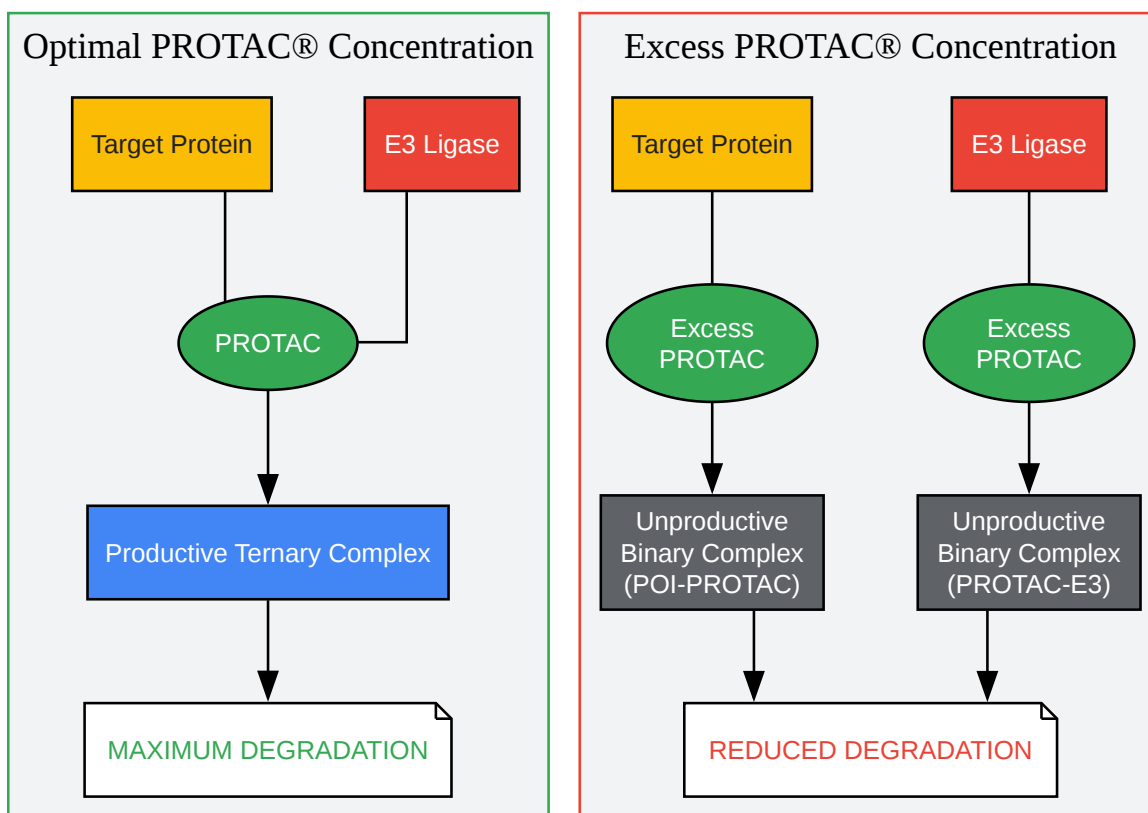 Optimal PROTAC® Concentration
Target Protein
E3 Ligase
PROTAC
Productive Ternary Complex
MAXIMUM DEGRADATION
Excess PROTAC® Concentration
Target Protein
E3 Ligase
Excess
PROTAC
Excess
PROTAC
Unproductive
Binary Complex
(POI-PROTAC)
Unproductive
Binary Complex
(PROTAC-E3)
REDUCED DEGRADATION